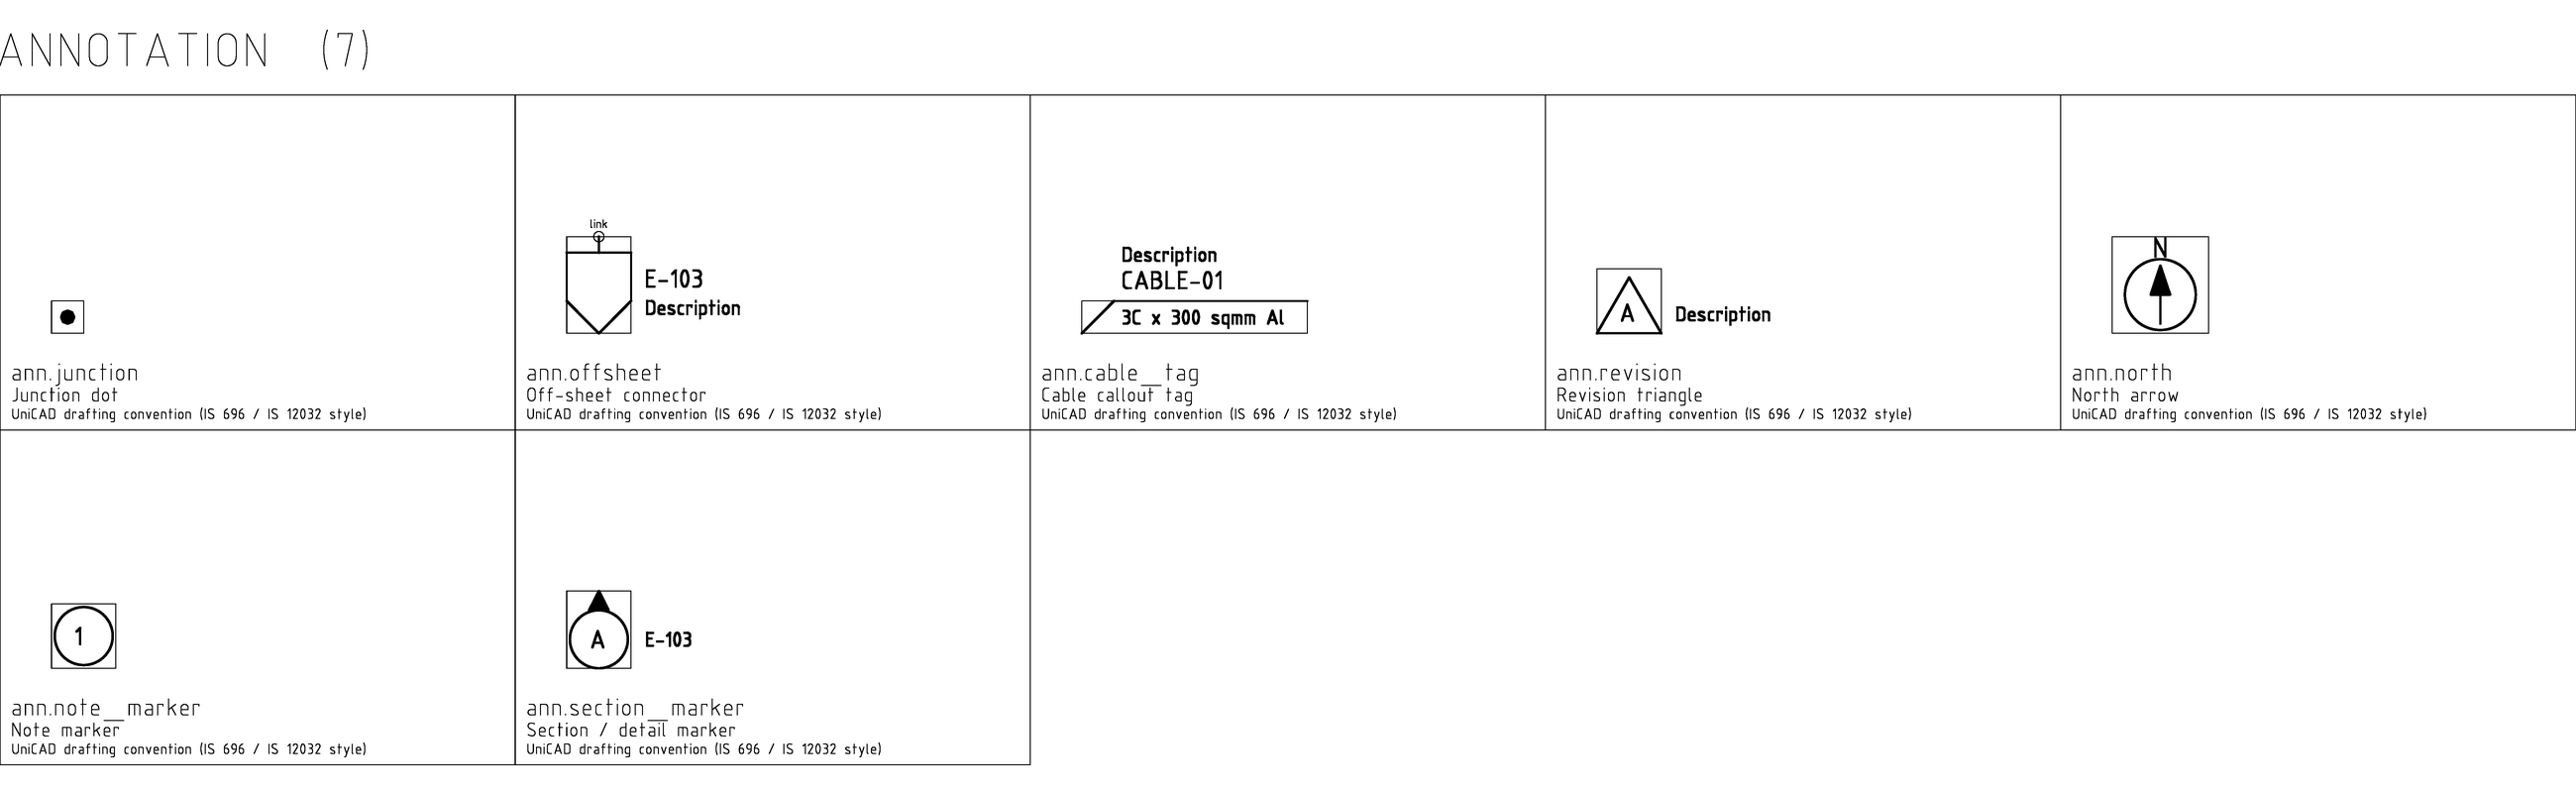 ANNOTATION (7)
ann.junction
Junction dot
UniCAD drafting convention (IS 696 / IS 12032 style)
link
E-103
Description
ann.offsheet
Off-sheet connector
UniCAD drafting convention (IS 696 / IS 12032 style)
Description
CABLE-01
3C x 300 sqmm Al
ann.cable_tag
Cable callout tag
UniCAD drafting convention (IS 696 / IS 12032 style)
A
Description
ann.revision
Revision triangle
UniCAD drafting convention (IS 696 / IS 12032 style)
N
ann.north
North arrow
UniCAD drafting convention (IS 696 / IS 12032 style)
1
ann.note_marker
Note marker
UniCAD drafting convention (IS 696 / IS 12032 style)
A
E-103
ann.section_marker
Section / detail marker
UniCAD drafting convention (IS 696 / IS 12032 style)